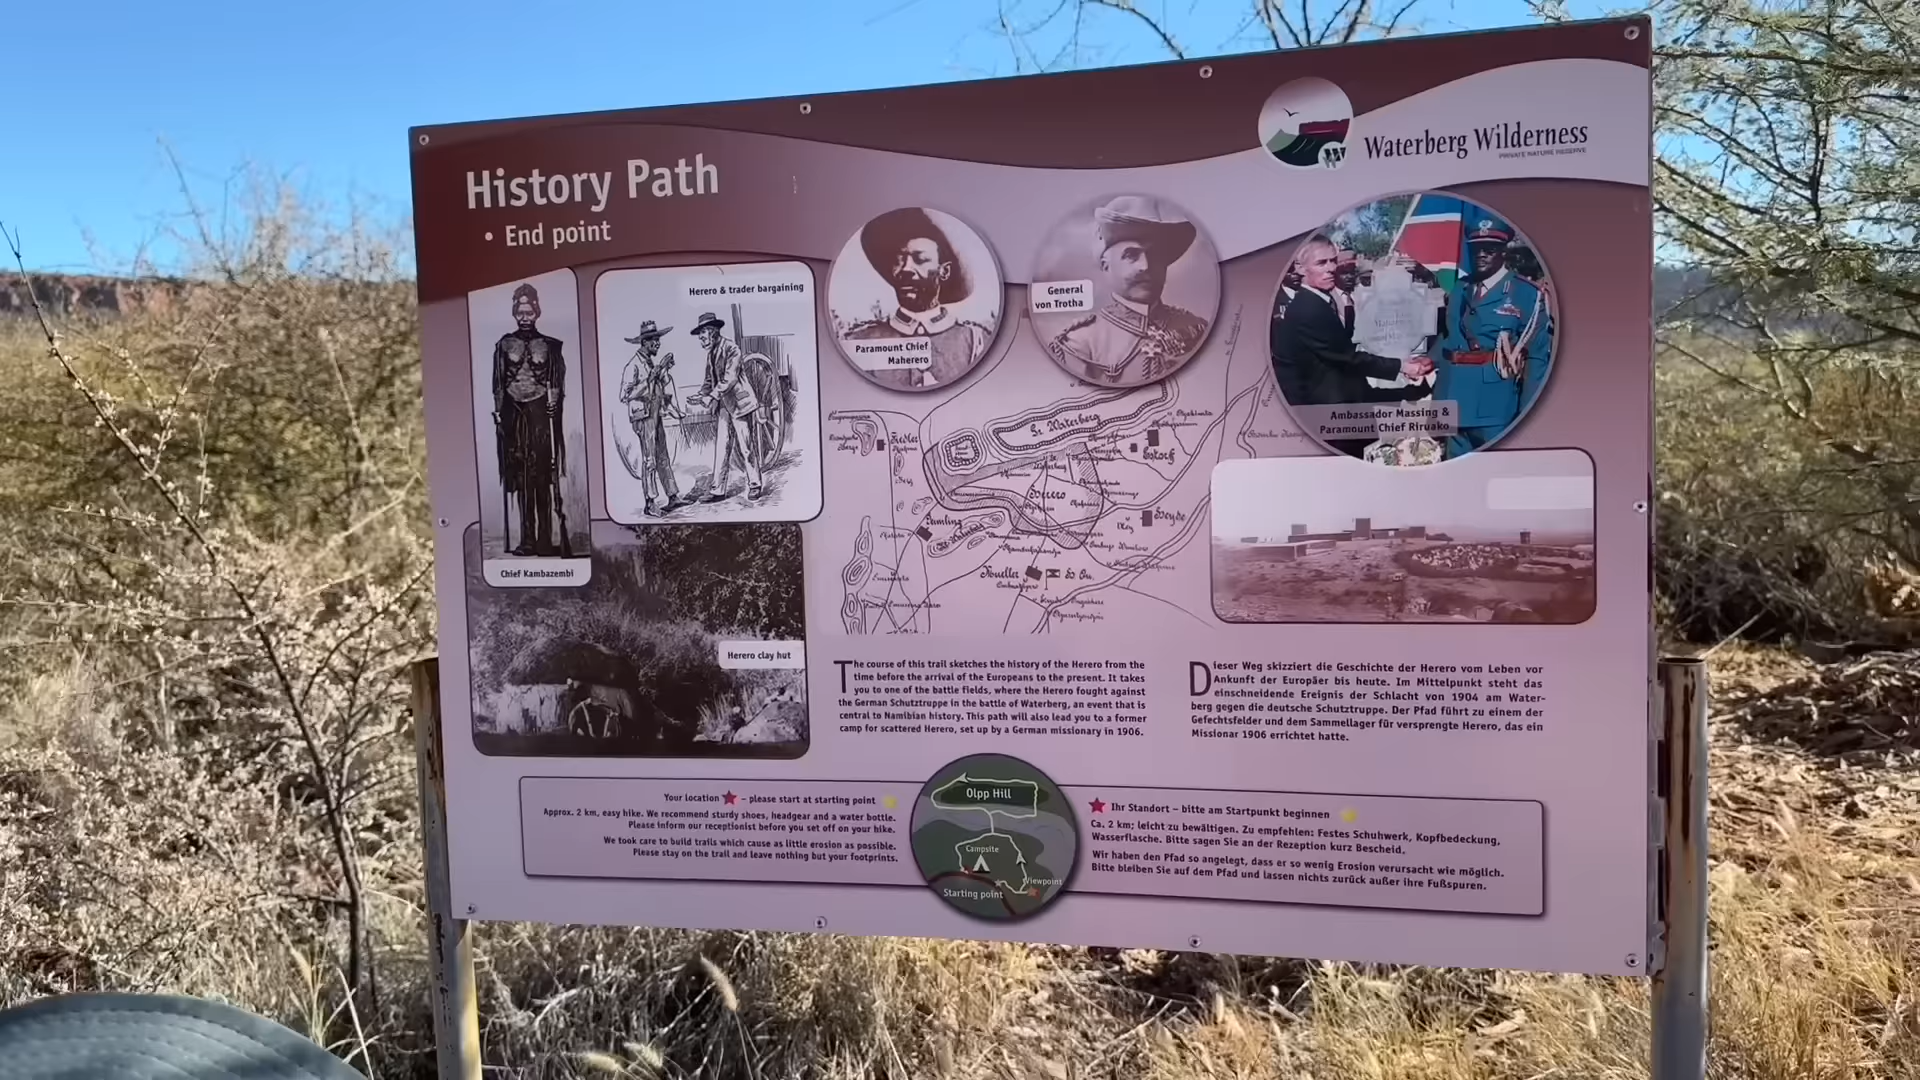 History Path
• End point
Waterberg Wilderness
PRIVATE NATURE RESERVE
Chief Kambazembi
Herero & trader bargaining
Herero clay hut
Paramount Chief
Maherero
General
von Trotha
Ambassador Massing &
Paramount Chief Riruako
Gr. Waterberg
Fiedler
Estorff
Herero
Heyde
Mueller
The course of this trail sketches the history of the Herero from the
time before the arrival of the Europeans to the present. It takes
you to one of the battle fields, where the Herero fought against
the German Schutztruppe in the battle of Waterberg, an event that is
central to Namibian history. This path will also lead you to a former
camp for scattered Herero, set up by a German missionary in 1906.
Dieser Weg skizziert die Geschichte der Herero vom Leben vor
Ankunft der Europäer bis heute. Im Mittelpunkt steht das
einschneidende Ereignis der Schlacht von 1904 am Water-
berg gegen die deutsche Schutztruppe. Der Pfad führt zu einem der
Gefechtsfelder und dem Sammellager für versprengte Herero, das ein
Missionar 1906 errichtet hatte.
Your location – please start at starting point
Approx. 2 km, easy hike. We recommend sturdy shoes, headgear and a water bottle.
Please inform our receptionist before you set off on your hike.
We took care to build trails which cause as little erosion as possible.
Please stay on the trail and leave nothing but your footprints.
Olpp Hill
Campsite
Viewpoint
Starting point
Ihr Standort – bitte am Startpunkt beginnen
Ca. 2 km; leicht zu bewältigen. Zu empfehlen: Festes Schuhwerk, Kopfbedeckung,
Wasserflasche. Bitte sagen Sie an der Rezeption kurz Bescheid.
Wir haben den Pfad so angelegt, dass er so wenig Erosion verursacht wie möglich.
Bitte bleiben Sie auf dem Pfad und lassen nichts zurück außer ihre Fußspuren.